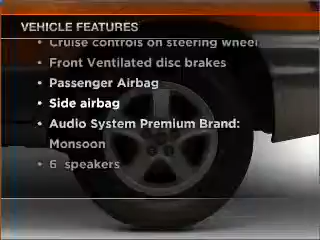 VEHICLE FEATURES
• Cruise controls on steering wheel
• Front Ventilated disc brakes
• Passenger Airbag
• Side airbag
• Audio System Premium Brand:
Monsoon
• 6 speakers